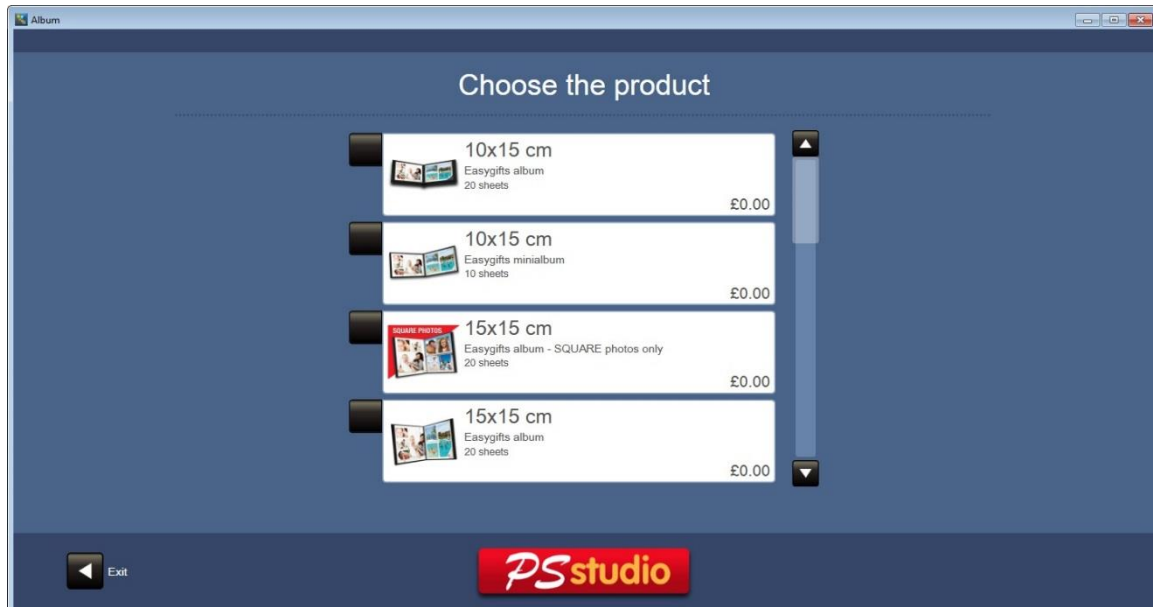 Album
Choose the product
10x15 cm
Easygifts album
20 sheets
£0.00
10x15 cm
Easygifts minialbum
10 sheets
£0.00
SQUARE PHOTOS
15x15 cm
Easygifts album - SQUARE photos only
20 sheets
£0.00
15x15 cm
Easygifts album
20 sheets
£0.00
Exit
PSstudio